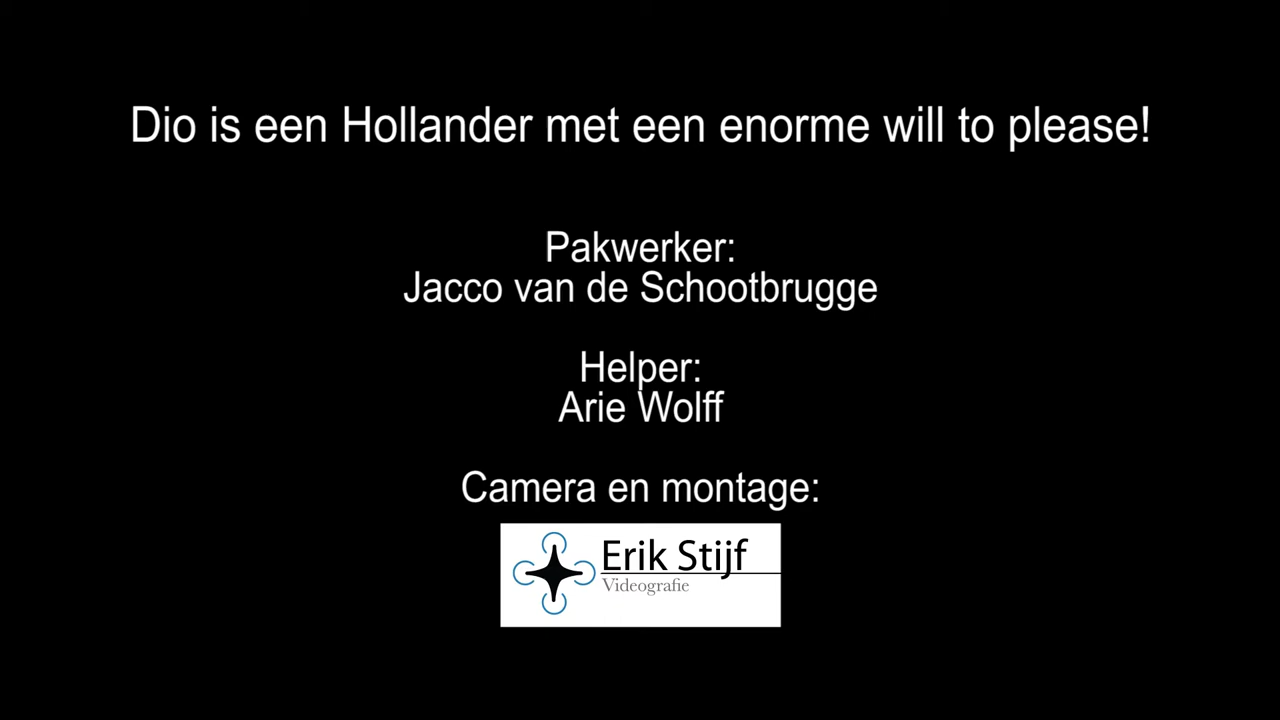 Dio is een Hollander met een enorme will to please!
Pakwerker:
Jacco van de Schootbrugge
Helper:
Arie Wolff
Camera en montage:
Erik Stijf
Videografie